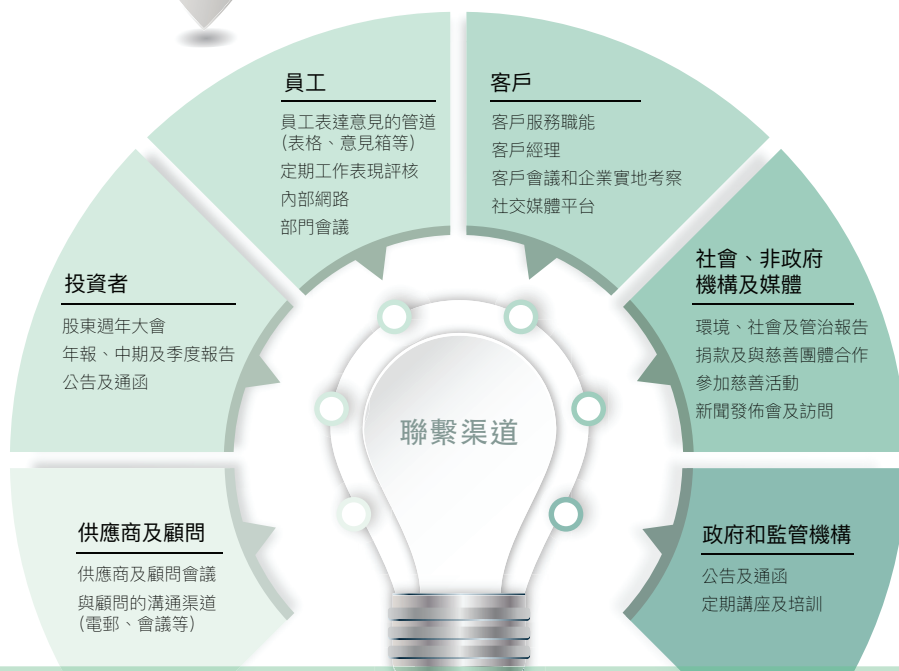 員工
員工表達意見的管道
(表格、意見箱等)
定期工作表現評核
內部網路
部門會議
客戶
客戶服務職能
客戶經理
客戶會議和企業實地考察
社交媒體平台
投資者
股東週年大會
年報、中期及季度報告
公告及通函
社會、非政府
機構及媒體
環境、社會及管治報告
捐款及與慈善團體合作
參加慈善活動
新聞發佈會及訪問
聯繫渠道
供應商及顧問
供應商及顧問會議
與顧問的溝通渠道
(電郵、會議等)
政府和監管機構
公告及通函
定期講座及培訓